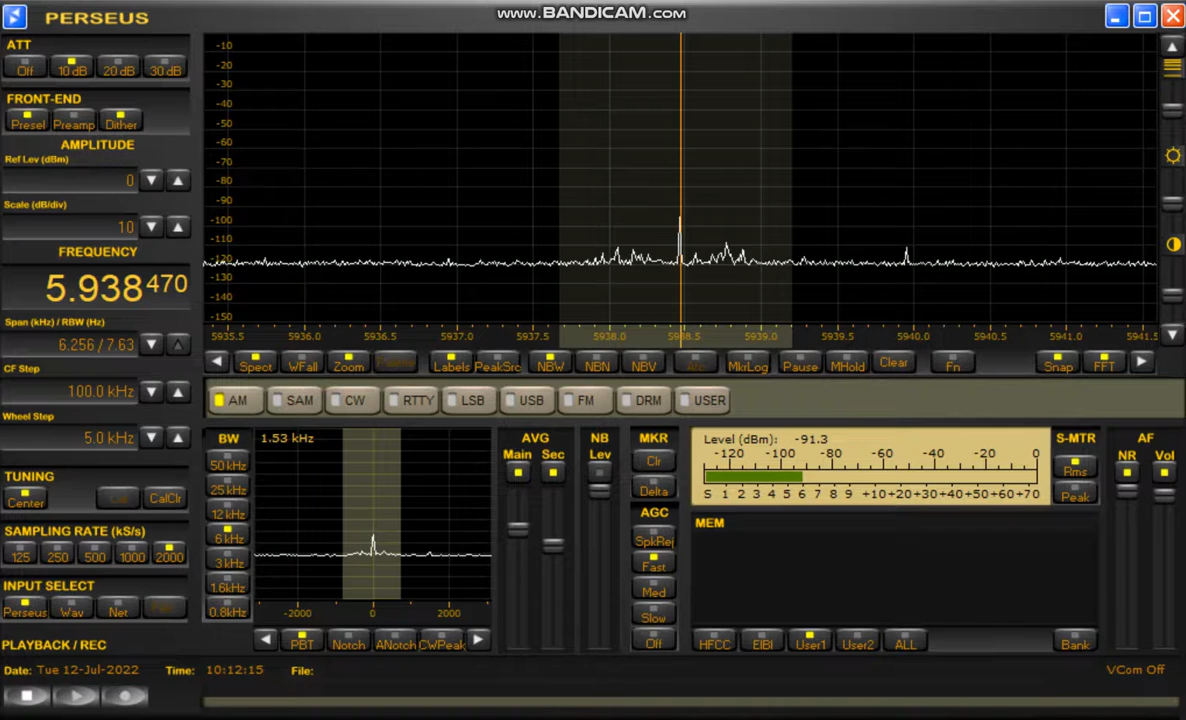 www.BANDICAM.com
PERSEUS
ATT
Off 10 dB 20 dB 30 dB
FRONT-END
Presel Preamp Dither
AMPLITUDE
Ref Lev (dBm)
0
Scale (dB/div)
10
FREQUENCY
5.938470
Span (kHz) / RBW (Hz)
6.256 / 7.63
CF Step
100.0 kHz
Wheel Step
5.0 kHz
TUNING
Center CalClr
SAMPLING RATE (kS/s)
125 250 500 1000 2000
INPUT SELECT
Perseus Wav Net
PLAYBACK / REC
Date: Tue 12-Jul-2022 Time: 10:12:15 File:
-10
-20
-30
-40
-50
-60
-70
-80
-90
-100
-110
-120
-130
-140
-150
5935.5 5936.0 5936.5 5937.0 5937.5 5938.0 5938.5 5939.0 5939.5 5940.0 5940.5 5941.0 5941.5
Spect WFall Zoom Labels PeakSrc NBW NBN NBV MkrLog Pause MHold Clear Fn Snap FFT
AM SAM CW RTTY LSB USB FM DRM USER
BW
50 kHz
25 kHz
12 kHz
6 kHz
3 kHz
1.6kHz
0.8kHz
1.53 kHz
-2000 0 2000
PBT Notch ANotch CWPeak
AVG
Main Sec
NB
Lev
MKR
Clr
Delta
AGC
SpkRej
Fast
Med
Slow
Off
Level (dBm): -91.3
-120 -100 -80 -60 -40 -20 0
S 1 2 3 4 5 6 7 8 9 +10+20+30+40+50+60+70
S-MTR
Rms
Peak
AF
NR Vol
MEM
HFCC EIBI User1 User2 ALL Bank
VCom Off